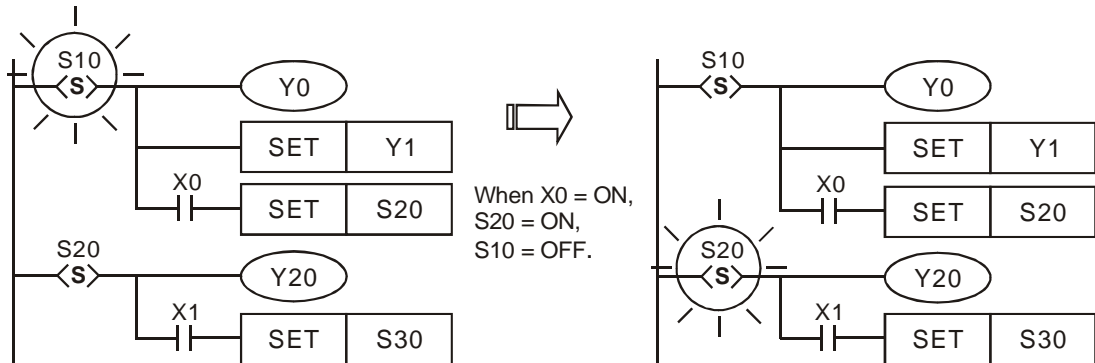 S10
S
Y0
SET Y1
X0
SET S20
S20
S
Y20
X1
SET S30
When X0 = ON,
S20 = ON,
S10 = OFF.
S10
S
Y0
SET Y1
X0
SET S20
S20
S
Y20
X1
SET S30